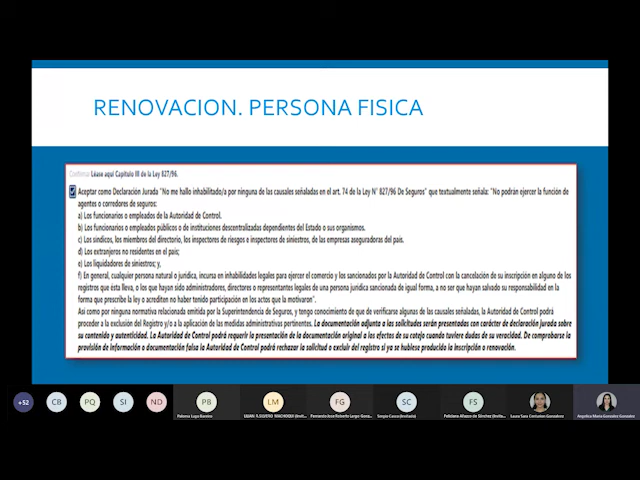 RENOVACION. PERSONA FISICA
Confirma: Léase aquí Capítulo III de la Ley 827/96.
Aceptar como Declaración Jurada "No me hallo inhabilitado/a por ninguna de las causales señaladas en el art. 74 de la Ley N° 827/96 De Seguros" que textualmente señala: "No podrán ejercer la función de
agentes o corredores de seguros:
a) Los funcionarios o empleados de la Autoridad de Control.
b) Los funcionarios o empleados públicos o de instituciones descentralizadas dependientes del Estado o sus organismos.
c) Los síndicos, los miembros del directorio, los inspectores de riesgos e inspectores de siniestros, de las empresas aseguradoras del país.
d) Los extranjeros no residentes en el país;
e) Los liquidadores de siniestros; y,
f) En general, cualquier persona natural o jurídica, incursa en inhabilidades legales para ejercer el comercio y los sancionados por la Autoridad de Control con la cancelación de su inscripción en alguno de los
registros que ésta lleva, o los que hayan sido administradores, directores o representantes legales de una persona jurídica sancionada de igual forma, a no ser que hayan salvado su responsabilidad en la
forma que prescribe la ley o acrediten no haber tenido participación en los actos que la motivaron".
Así como por ninguna normativa relacionada emitida por la Superintendencia de Seguros, y tengo conocimiento de que de verificarse algunas de las causales señaladas, la Autoridad de Control podrá
proceder a la exclusión del Registro y/o a la aplicación de las medidas administrativas pertinentes. La documentación adjunta a las solicitudes serán presentadas con carácter de declaración jurada sobre
su contenido y autenticidad. La Autoridad de Control podrá requerir la presentación de la documentación original a los efectos de su cotejo cuando tuviere dudas de su veracidad. De comprobarse la
provisión de información o documentación falsa la Autoridad de Control podrá rechazar la solicitud o excluir del registro si ya se hubiese producido la inscripción o renovación.
+52 CB PQ SI ND PB LM FG SC FS